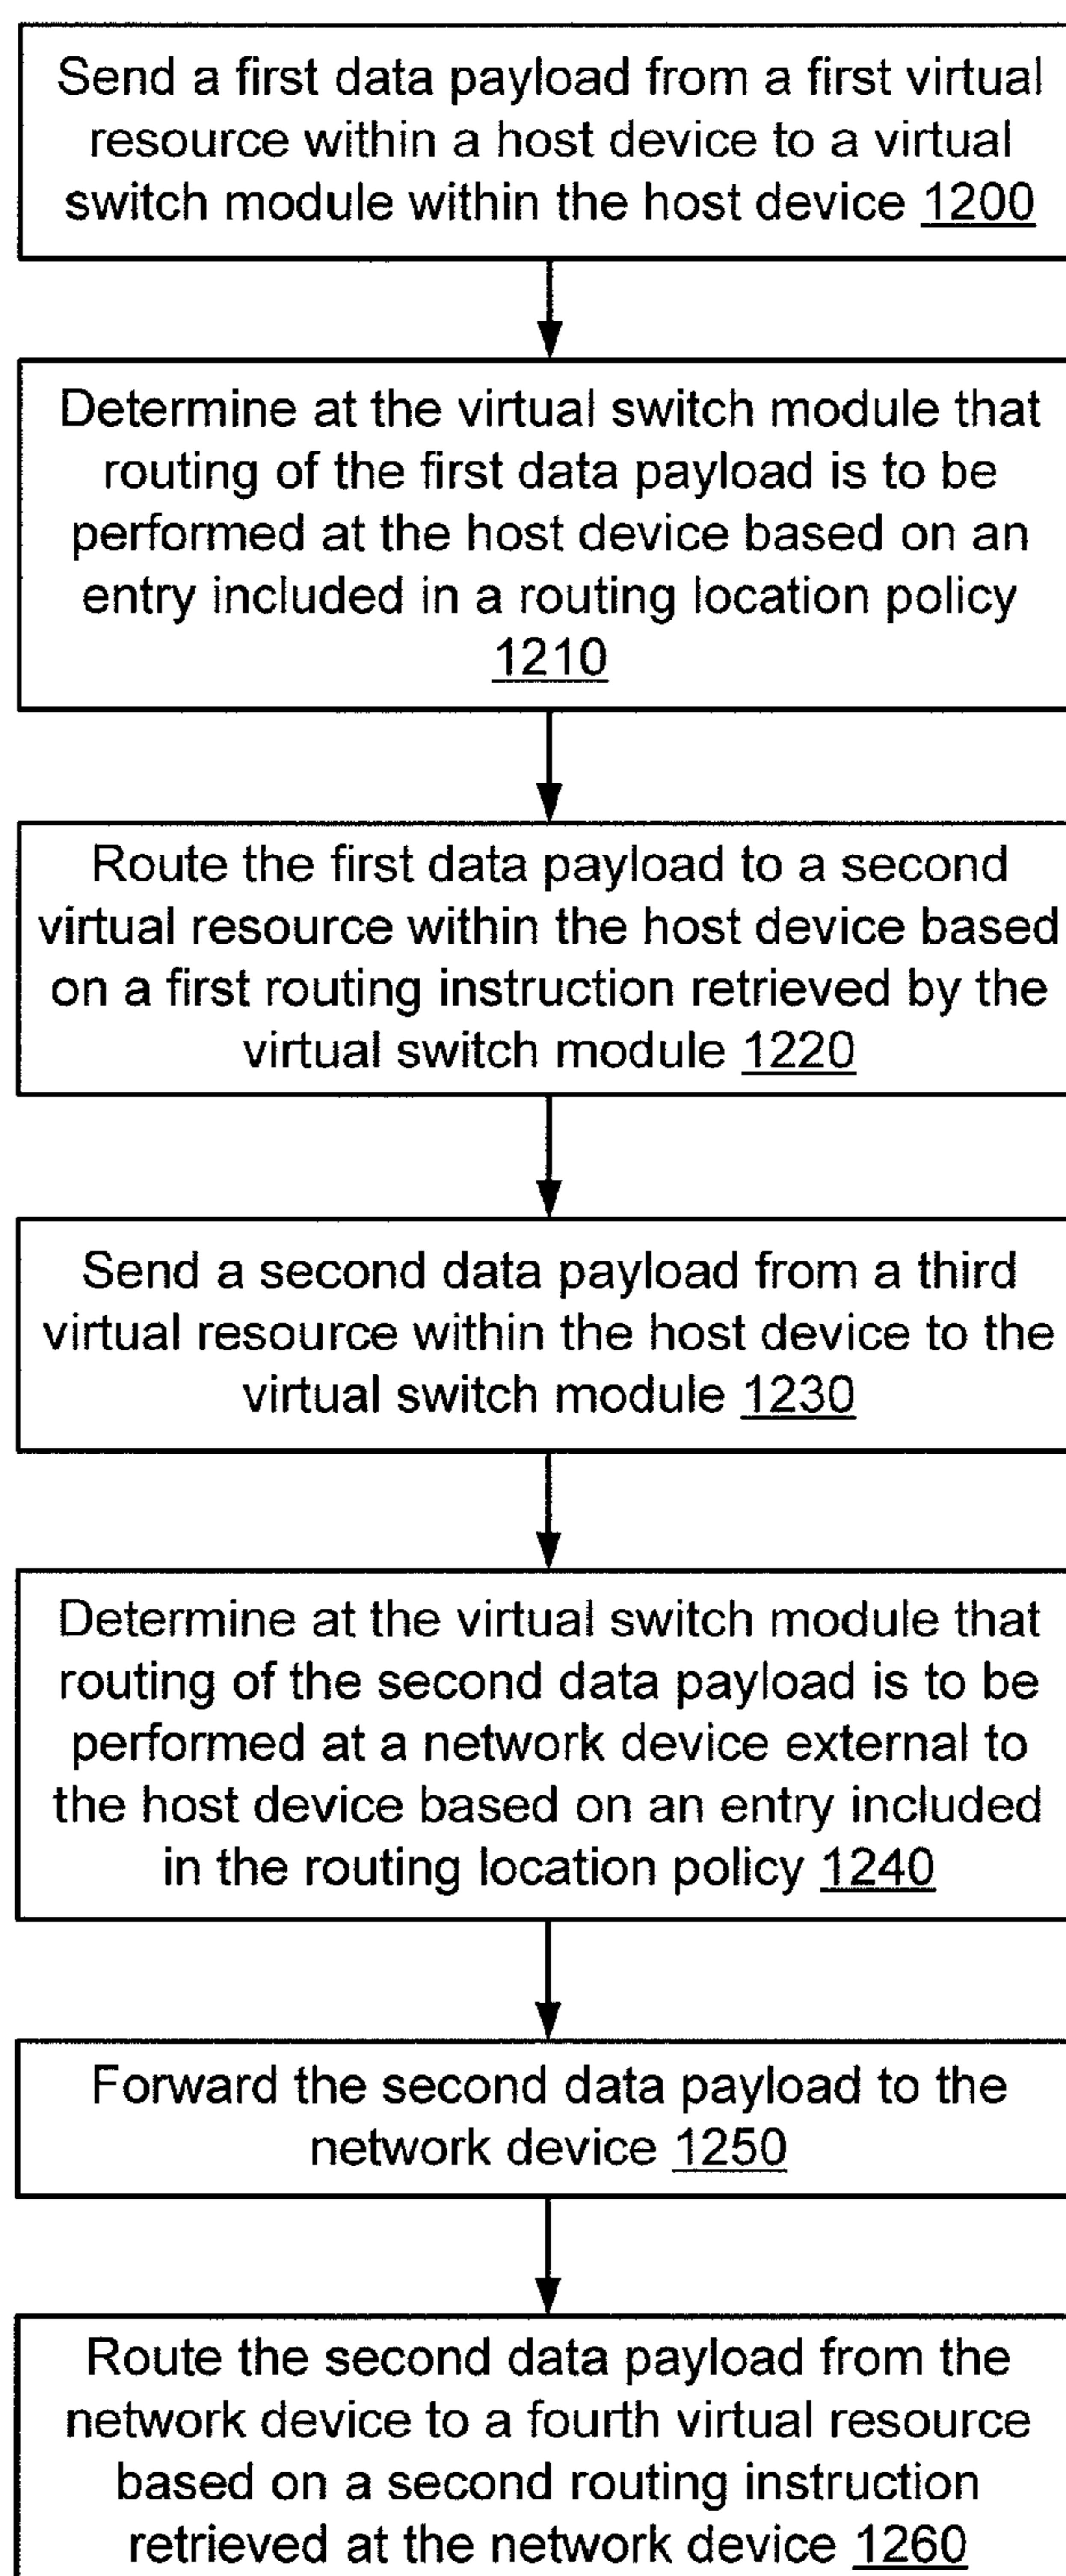 Send a first data payload from a first virtual
resource within a host device to a virtual
switch module within the host device 1200
Determine at the virtual switch module that
routing of the first data payload is to be
performed at the host device based on an
entry included in a routing location policy
1210
Route the first data payload to a second
virtual resource within the host device based
on a first routing instruction retrieved by the
virtual switch module 1220
Send a second data payload from a third
virtual resource within the host device to the
virtual switch module 1230
Determine at the virtual switch module that
routing of the second data payload is to be
performed at a network device external to
the host device based on an entry included
in the routing location policy 1240
Forward the second data payload to the
network device 1250
Route the second data payload from the
network device to a fourth virtual resource
based on a second routing instruction
retrieved at the network device 1260